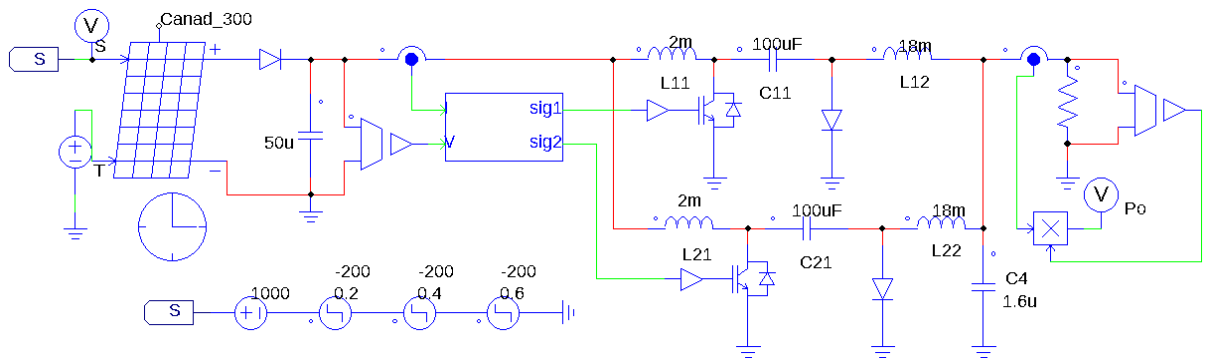 Canad_300
V
S
S
+
2m
100uF
18m
L11
C11
L12
I
sig1
V
sig2
50u
T
2m
100uF
18m
V
Po
L21
C21
L22
-200
-200
-200
C4
1000
0.2
0.4
0.6
1.6u
S